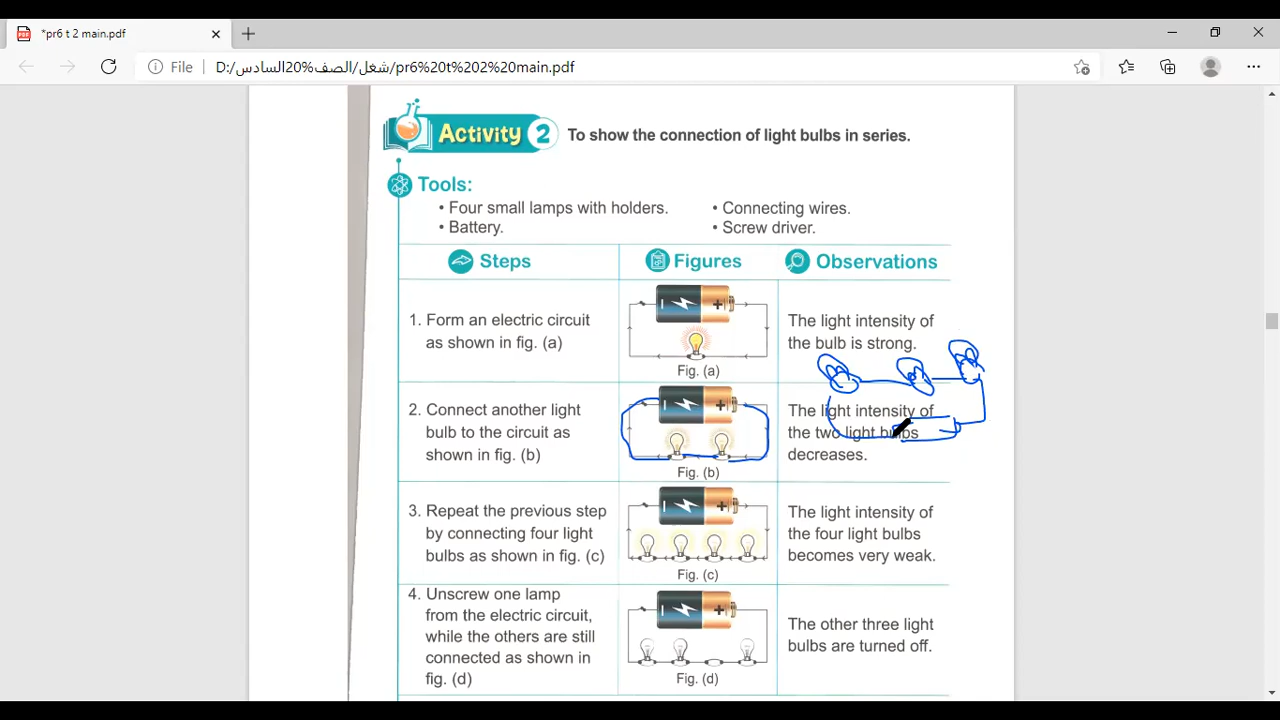 *pr6 t 2 main.pdf
File
D:/شغل/الصف%20السادس/pr6%20t%202%20main.pdf
Activity 2
To show the connection of light bulbs in series.
Tools:
• Four small lamps with holders.
• Connecting wires.
• Battery.
• Screw driver.
Steps
Figures
Observations
1. Form an electric circuit
as shown in fig. (a)
Fig. (a)
The light intensity of
the bulb is strong.
2. Connect another light
bulb to the circuit as
shown in fig. (b)
Fig. (b)
The light intensity of
the two light bulbs
decreases.
3. Repeat the previous step
by connecting four light
bulbs as shown in fig. (c)
Fig. (c)
The light intensity of
the four light bulbs
becomes very weak.
4. Unscrew one lamp
from the electric circuit,
while the others are still
connected as shown in
fig. (d)
Fig. (d)
The other three light
bulbs are turned off.